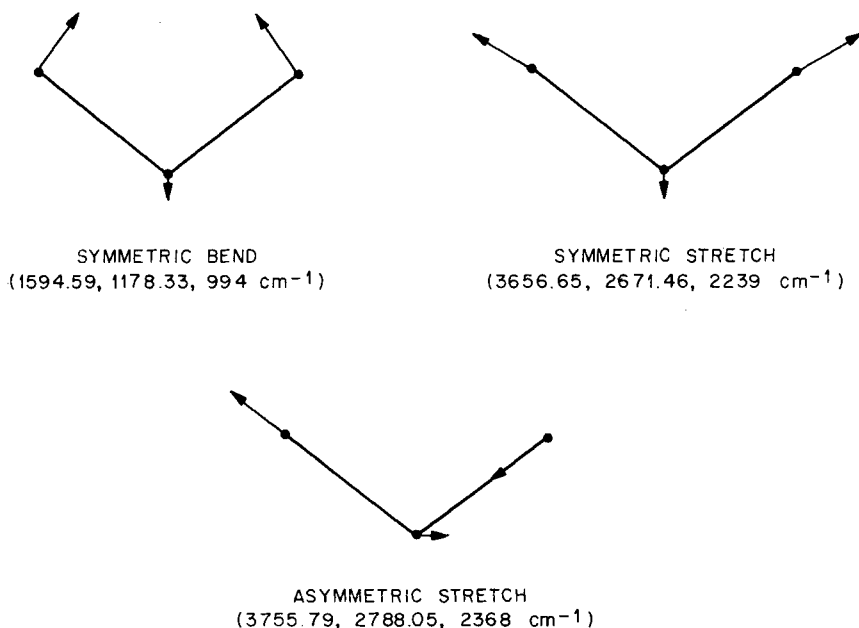 SYMMETRIC BEND
(1594.59, 1178.33, 994 cm⁻¹)
SYMMETRIC STRETCH
(3656.65, 2671.46, 2239 cm⁻¹)
ASYMMETRIC STRETCH
(3755.79, 2788.05, 2368 cm⁻¹)